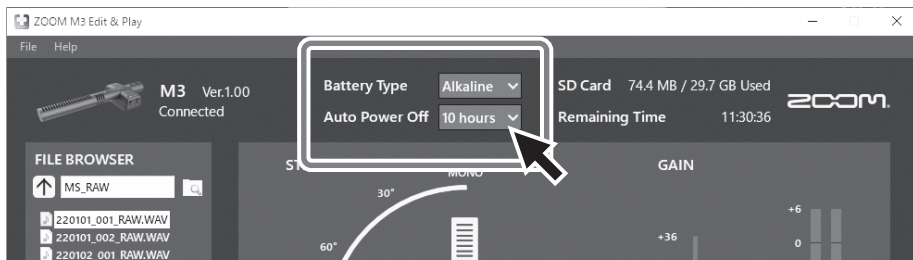 ZOOM M3 Edit & Play
File Help
M3 Ver.1.00
Connected
Battery Type Alkaline
Auto Power Off 10 hours
SD Card 74.4 MB / 29.7 GB Used
Remaining Time 11:30:36
ZOOM
FILE BROWSER
MS_RAW
220101_001_RAW.WAV
220101_002_RAW.WAV
220102_001_RAW.WAV
MONO
30°
60°
GAIN
+36
+6
0